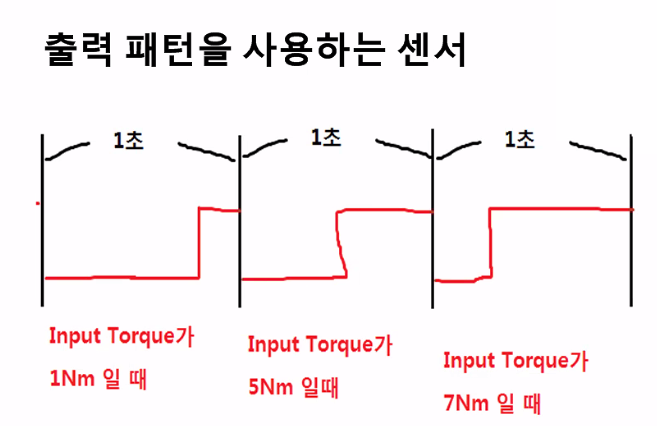 출력 패턴을 사용하는 센서
1초
1초
1초
Input Torque가
1Nm 일 때
Input Torque가
5Nm 일때
Input Torque가
7Nm 일 때